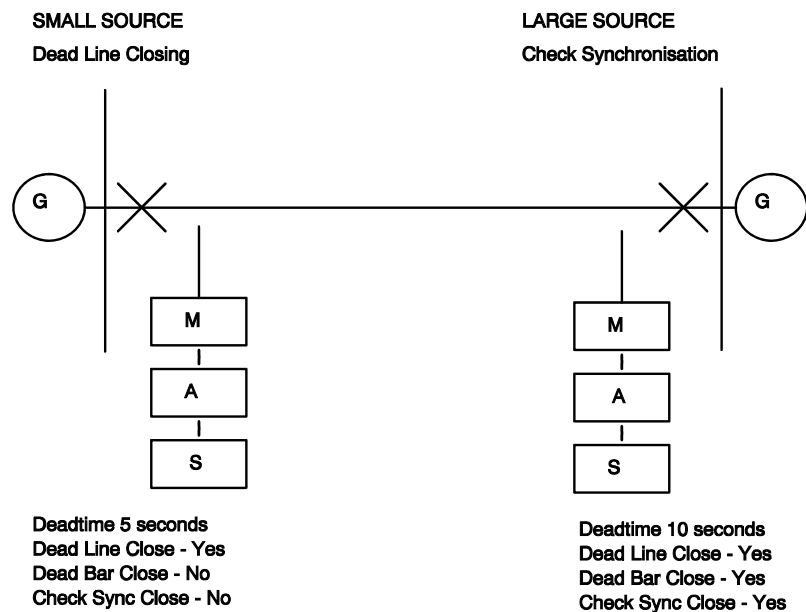 SMALL SOURCE
Dead Line Closing
LARGE SOURCE
Check Synchronisation
G
G
M
A
S
M
A
S
Deadtime 5 seconds
Dead Line Close - Yes
Dead Bar Close - No
Check Sync Close - No
Deadtime 10 seconds
Dead Line Close - Yes
Dead Bar Close - Yes
Check Sync Close - Yes